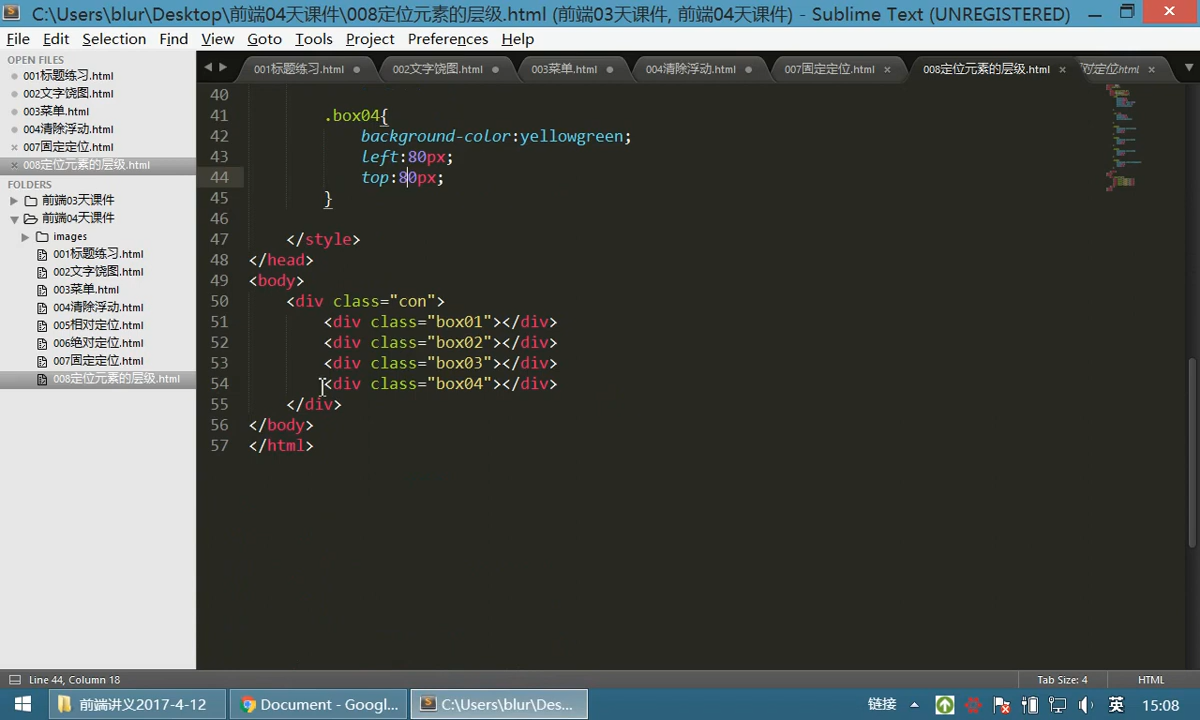 C:\Users\blur\Desktop\前端04天课件\008定位元素的层级.html (前端03天课件, 前端04天课件) - Sublime Text (UNREGISTERED)
File Edit Selection Find View Goto Tools Project Preferences Help
OPEN FILES
001标题练习.html
002文字饶图.html
003菜单.html
004清除浮动.html
007固定定位.html
008定位元素的层级.html
FOLDERS
前端03天课件
前端04天课件
images
001标题练习.html
002文字饶图.html
003菜单.html
004清除浮动.html
005相对定位.html
006绝对定位.html
007固定定位.html
008定位元素的层级.html
001标题练习.html 002文字饶图.html 003菜单.html 004清除浮动.html 007固定定位.html 008定位元素的层级.html 对定位html
40
41 .box04{
42 background-color:yellowgreen;
43 left:80px;
44 top:80px;
45 }
46
47 </style>
48 </head>
49 <body>
50 <div class="con">
51 <div class="box01"></div>
52 <div class="box02"></div>
53 <div class="box03"></div>
54 <div class="box04"></div>
55 </div>
56 </body>
57 </html>
Line 44, Column 18 Tab Size: 4 HTML
前端讲义2017-4-12 Document - Googl... C:\Users\blur\Des... 链接 英 15:08